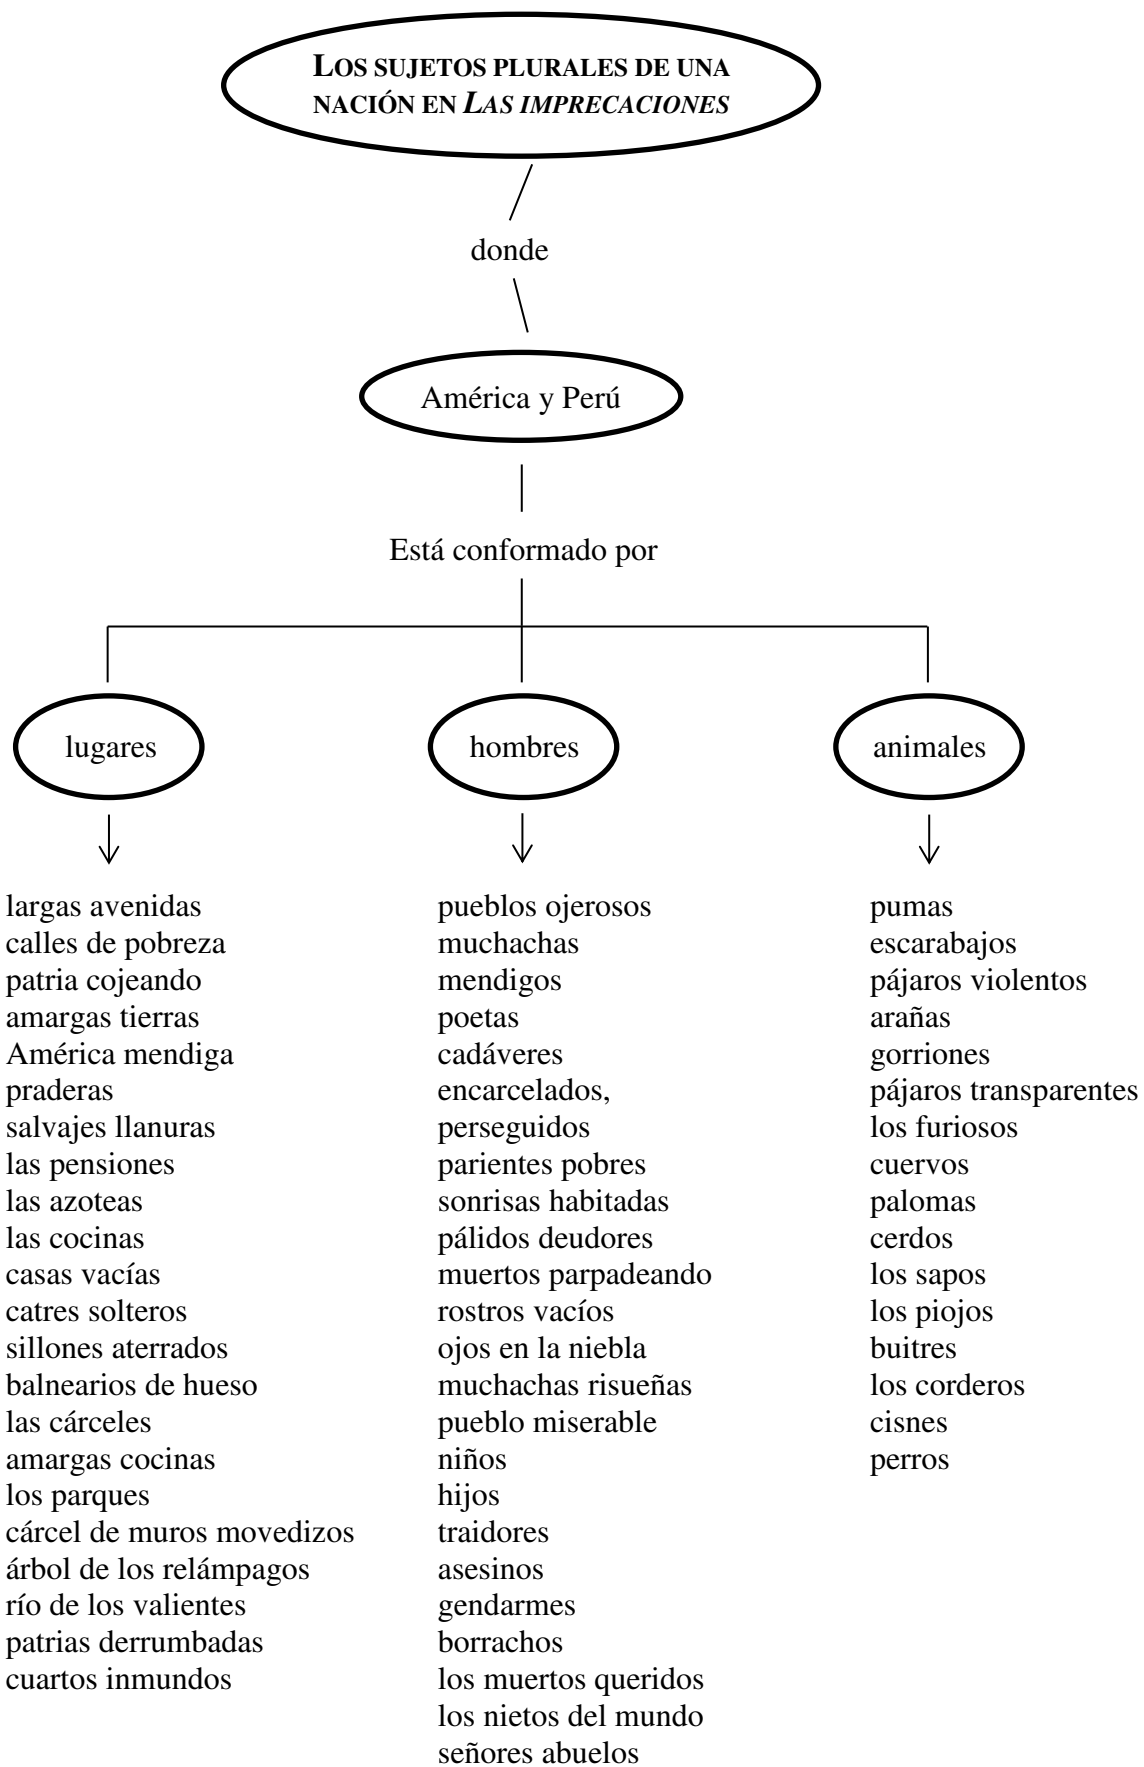 LOS SUJETOS PLURALES DE UNA
NACIÓN EN LAS IMPRECACIONES
donde
América y Perú
Está conformado por
lugares
hombres
animales
largas avenidas
calles de pobreza
patria cojeando
amargas tierras
América mendiga
praderas
salvajes llanuras
las pensiones
las azoteas
las cocinas
casas vacías
catres solteros
sillones aterrados
balnearios de hueso
las cárceles
amargas cocinas
los parques
cárcel de muros movedizos
árbol de los relámpagos
río de los valientes
patrias derrumbadas
cuartos inmundos
pueblos ojerosos
muchachas
mendigos
poetas
cadáveres
encarcelados,
perseguidos
parientes pobres
sonrisas habitadas
pálidos deudores
muertos parpadeando
rostros vacíos
ojos en la niebla
muchachas risueñas
pueblo miserable
niños
hijos
traidores
asesinos
gendarmes
borrachos
los muertos queridos
los nietos del mundo
señores abuelos
pumas
escarabajos
pájaros violentos
arañas
gorriones
pájaros transparentes
los furiosos
cuervos
palomas
cerdos
los sapos
los piojos
buitres
los corderos
cisnes
perros